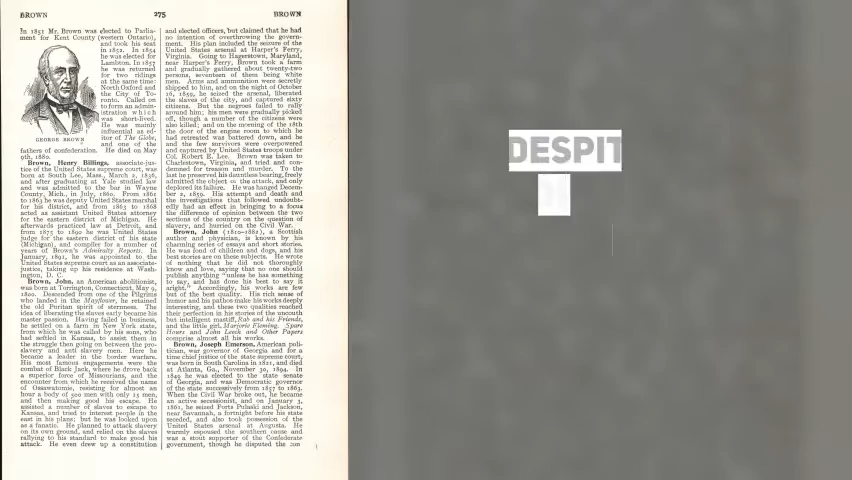 BROWN 275 BROWN
In 1851 Mr. Brown was elected to Parlia-
ment for Kent County (western Ontario),
and took his seat
in 1852. In 1854
he was elected for
Lambton. In 1857
he was returned
for two ridings
at the same time:
North Oxford and
the City of To-
ronto. Called on
to form an admin-
istration which
was short-lived.
He was mainly
influential as ed-
itor of The Globe,
and one of the
GEORGE BROWN
fathers of confederation. He died on May
9th, 1880.
Brown, Henry Billings, associate-jus-
tice of the United States supreme court, was
born at South Lee, Mass., March 2, 1836,
and after graduating at Yale studied law
and was admitted to the bar in Wayne
County, Mich., in July, 1860. From 1861
to 1863 he was deputy United States marshal
for his district, and from 1863 to 1868
acted as assistant United States attorney
for the eastern district of Michigan. He
afterwards practiced law at Detroit, and
from 1875 to 1890 he was United States
judge for the eastern district of his state
(Michigan), and compiler for a number of
years of Brown's Admiralty Reports. In
January, 1891, he was appointed to the
United States supreme court as an associate-
justice, taking up his residence at Wash-
ington, D. C.
Brown, John, an American abolitionist,
was born at Torrington, Connecticut, May 9,
1800. Descended from one of the Pilgrims
who landed in the Mayflower, he retained
the old Puritan spirit of sternness. The
idea of liberating the slaves early became his
master passion. Having failed in business,
he settled on a farm in New York state,
from which he was called by his sons, who
had settled in Kansas, to assist them in
the struggle then going on between the pro-
slavery and anti slavery men. Here he
became a leader in the border warfare.
His most famous engagements were the
combat of Black Jack, where he drove back
a superior force of Missourians, and the
encounter from which he received the name
of Ossawatomie, resisting for almost an
hour a body of 500 men with only 15 men,
and then making good his escape. He
assisted a number of slaves to escape to
Kansas, and tried to interest people in the
east in his plans; but he was looked upon
as a fanatic. He planned to attack slavery
on its own ground, and relied on the slaves
rallying to his standard to make good his
attack. He even drew up a constitution
and elected officers, but claimed that he had
no intention of overthrowing the govern-
ment. His plan included the seizure of the
United States arsenal at Harper's Ferry,
Virginia. Going to Hagerstown, Maryland,
near Harper's Ferry, Brown took a farm
and gradually gathered about twenty-two
persons, seventeen of them being white
men. Arms and ammunition were secretly
shipped to him, and on the night of October
16, 1859, he seized the arsenal, liberated
the slaves of the city, and captured sixty
citizens. But the negroes failed to rally
around him; his men were gradually picked
off, though a number of the citizens were
also killed; and on the morning of the 18th
the door of the engine room to which he
had retreated was battered down, and he
and the few survivors were overpowered
and captured by United States troops under
Col. Robert E. Lee. Brown was taken to
Charlestown, Virginia, and tried and con-
demned for treason and murder. To the
last he preserved his dauntless bearing, freely
admitted the object of the attack, and only
deplored its failure. He was hanged Decem-
ber 2, 1859. His attempt and death and
the investigations that followed undoubt-
edly had an effect in bringing to a focus
the difference of opinion between the two
sections of the country on the question of
slavery, and hurried on the Civil War.
Brown, John (1810-1882), a Scottish
author and physician, is known by his
charming series of essays and short stories.
He was fond of children and dogs, and his
best stories are on these subjects. He wrote
of nothing that he did not thoroughly
know and love, saying that no one should
publish anything "unless he has something
to say, and has done his best to say it
aright." Accordingly, his works are few
but of the best quality. His rich sense of
humor and his pathos make his works deeply
interesting, and these two qualities reached
their perfection in his stories of the uncouth
but intelligent mastiff, Rab and his Friends,
and the little girl, Marjorie Fleming. Spare
Hours and John Leech and Other Papers
comprise almost all his works.
Brown, Joseph Emerson, American poli-
tician, war governor of Georgia and for a
time chief justice of the state supreme court,
was born in South Carolina in 1821, and died
at Atlanta, Ga., November 30, 1894. In
1849 he was elected to the state senate
of Georgia, and was Democratic governor
of the state successively from 1857 to 1865.
When the Civil War broke out, he became
an active secessionist, and on January 3,
1861, he seized Forts Pulaski and Jackson,
near Savannah, a fortnight before his state
seceded, and also took possession of the
United States arsenal at Augusta. He
warmly espoused the southern cause and
was a stout supporter of the Confederate
government, though he disputed the con
DESPIT